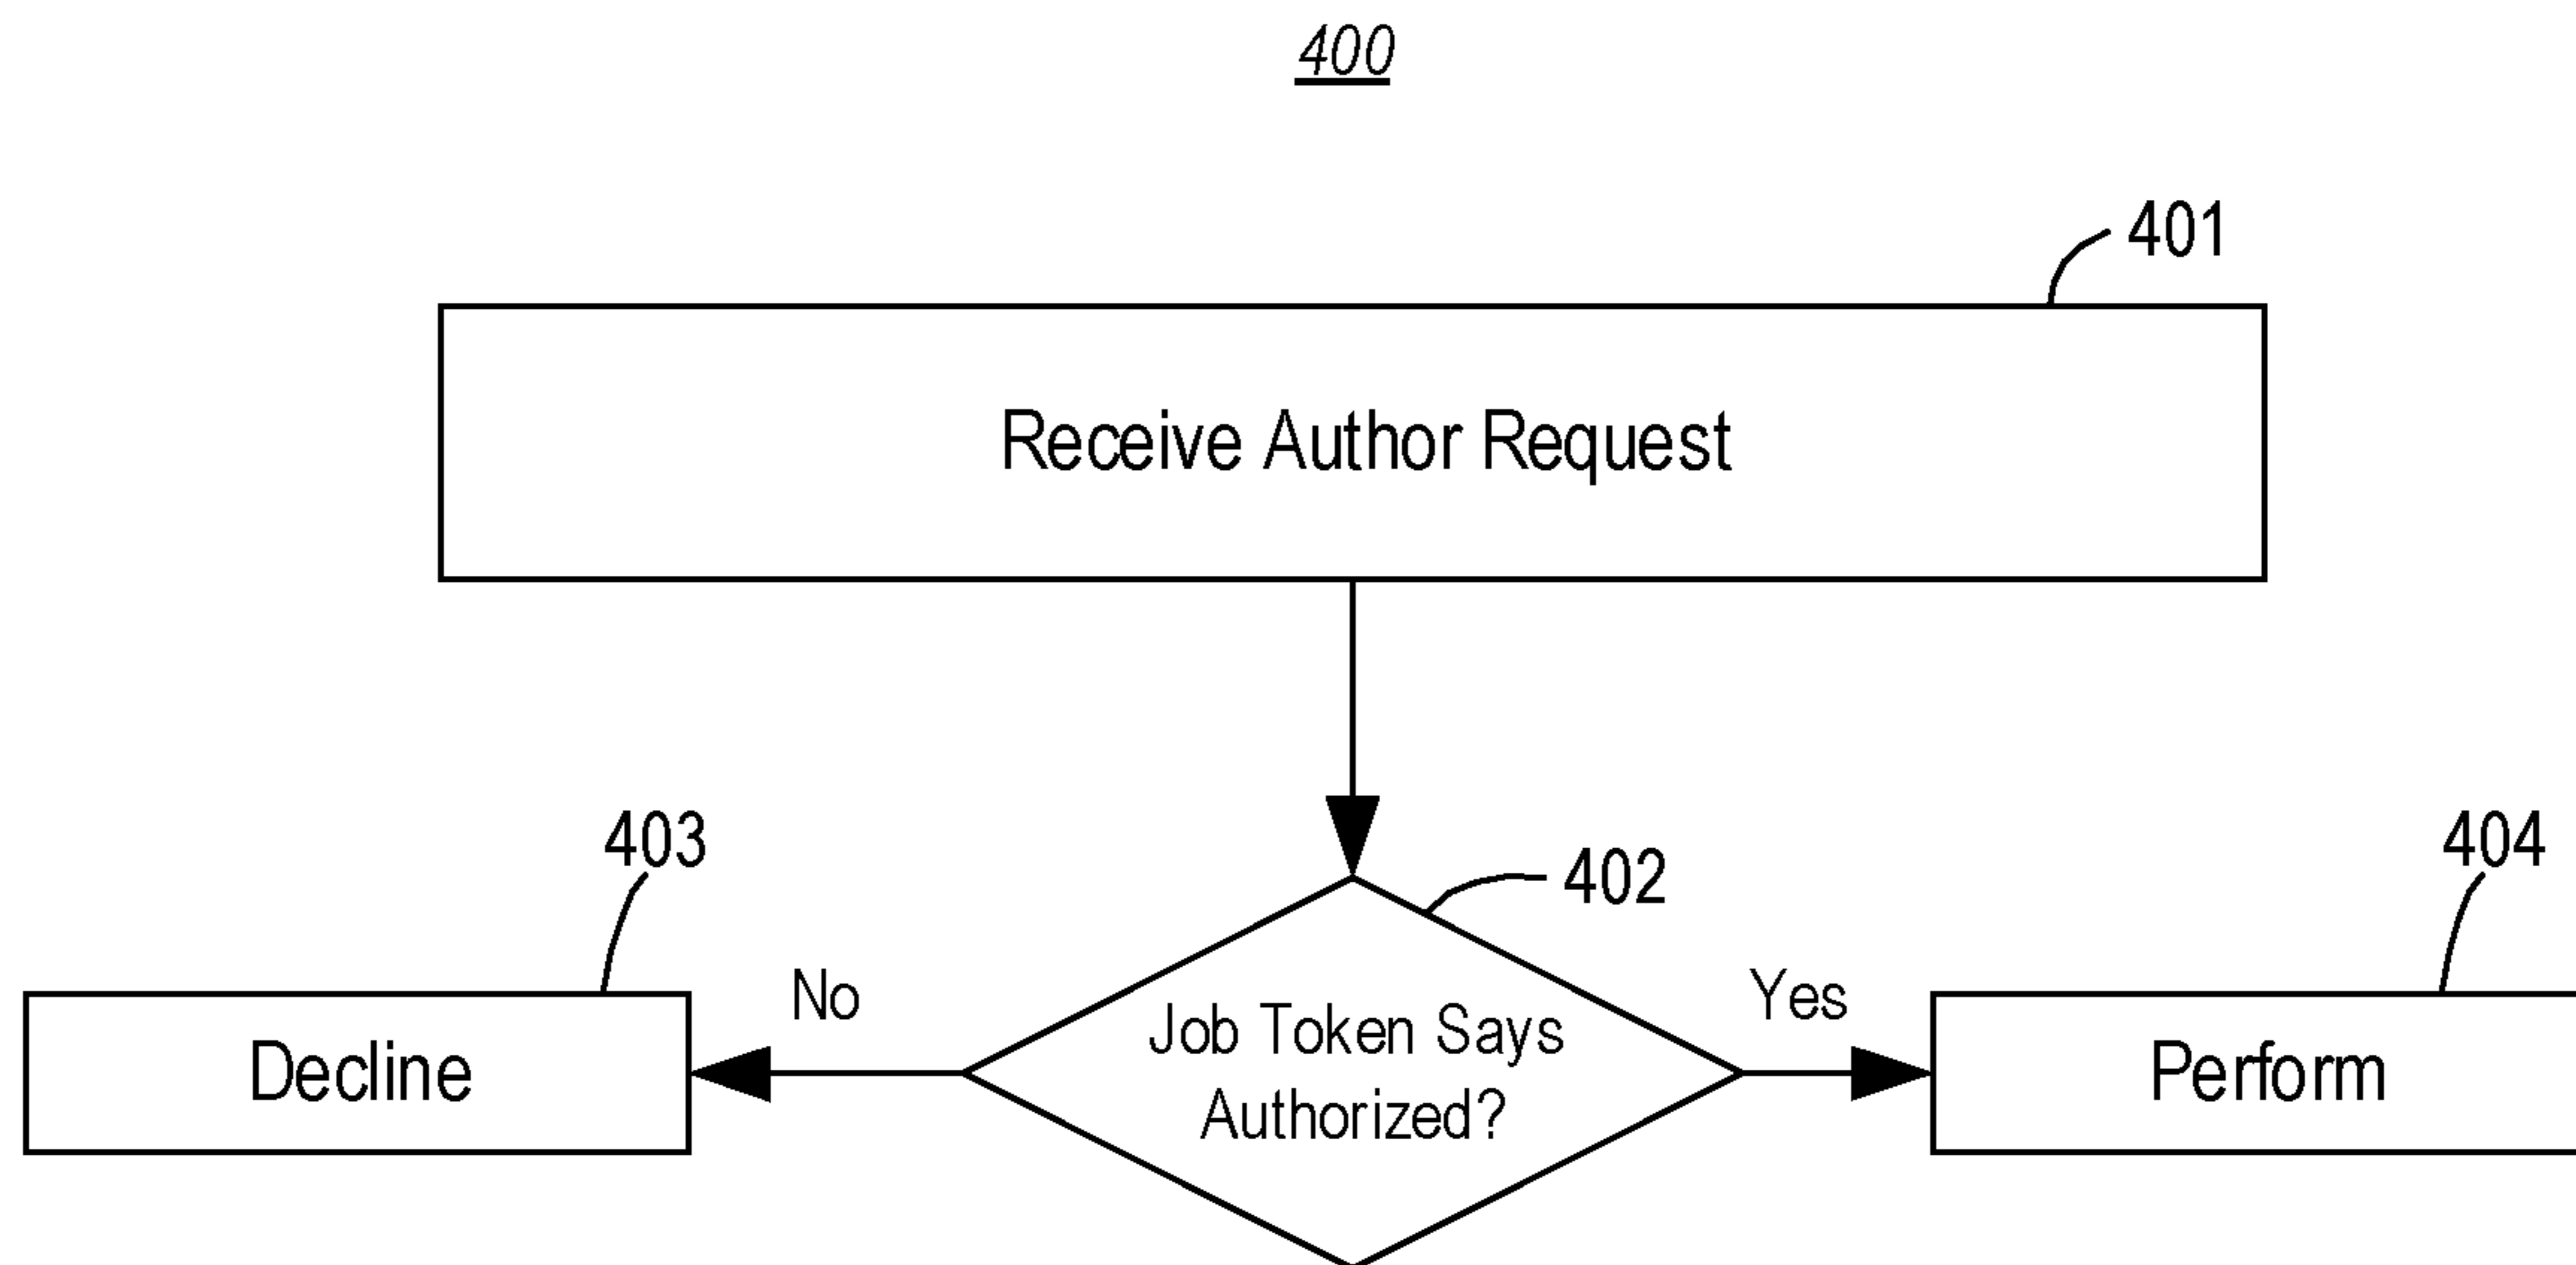 400
401
Receive Author Request
403
402
404
No
Yes
Job Token Says
Authorized?
Decline
Perform